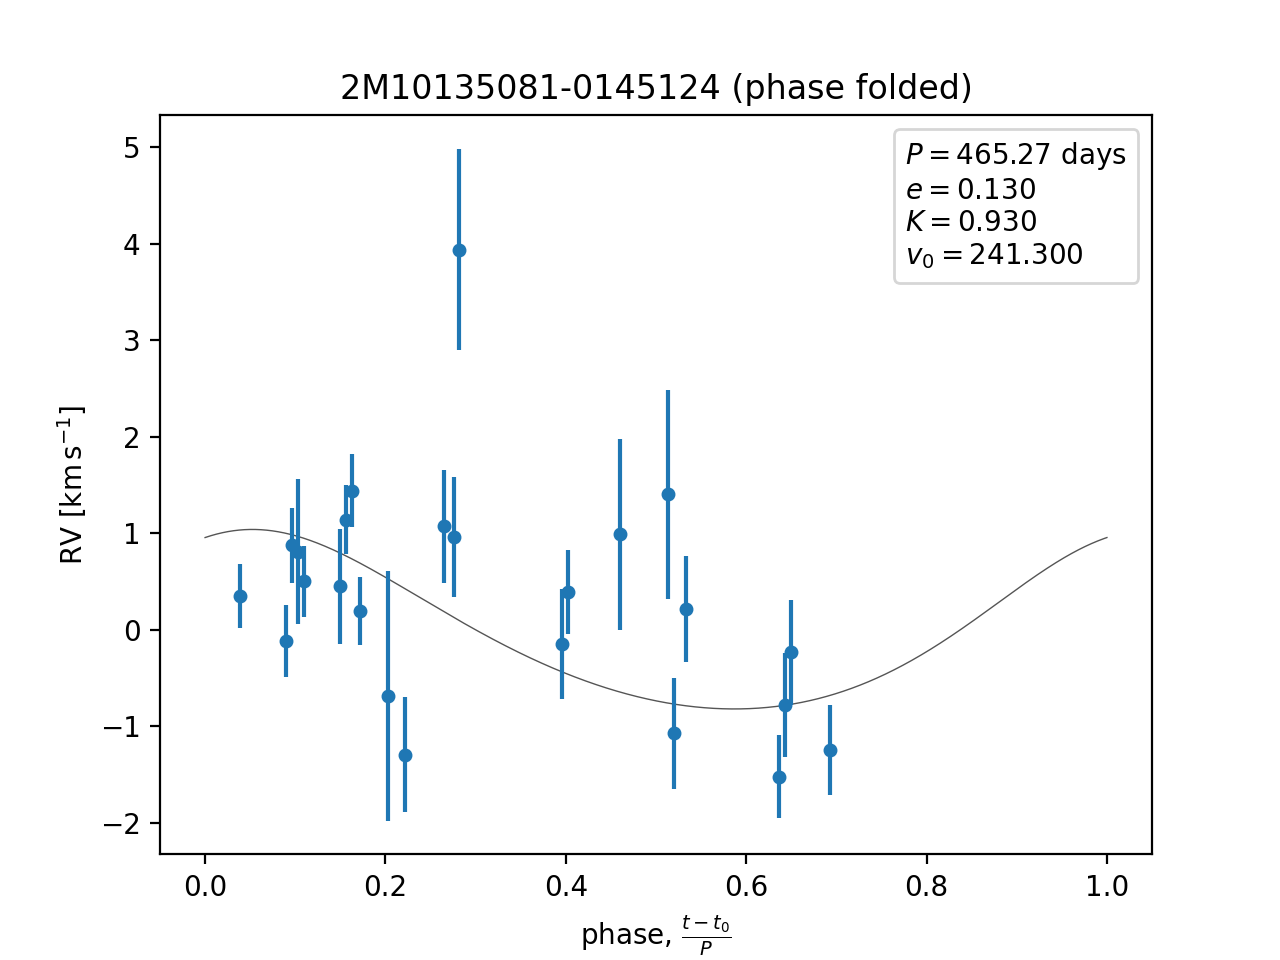 2M10135081-0145124 (phase folded)
P = 465.27 days
e = 0.130
K = 0.930
v₀ = 241.300
RV [km s⁻¹]
5
4
3
2
1
0
−1
−2
0.0 0.2 0.4 0.6 0.8 1.0
phase, (t − t₀)/P